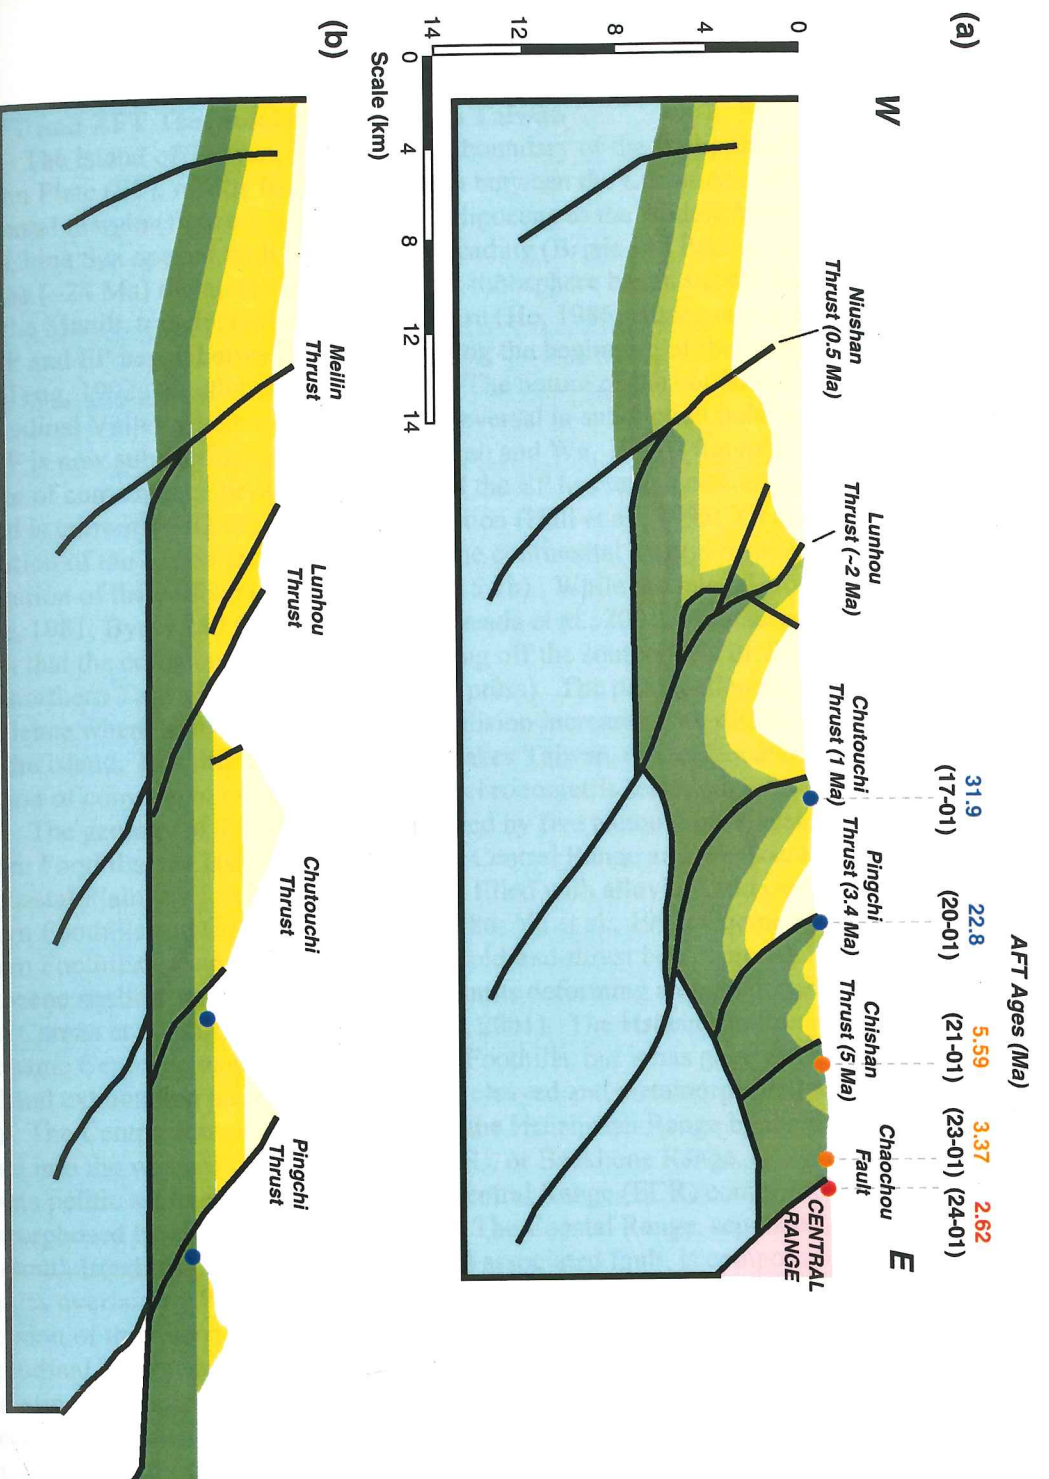 (a)
AFT Ages (Ma)
31.9
(17-01)
22.8
(20-01)
5.59
(21-01)
3.37
(23-01)
2.62
(24-01)
W
E
Niushan
Thrust (0.5 Ma)
Lunhou
Thrust (~2 Ma)
Chutouchi
Thrust (1 Ma)
Pingchi
Thrust (3.4 Ma)
Chishan
Thrust (5 Ma)
Chaochou
Fault
CENTRAL
RANGE
0
4
8
12
14
0
4
8
12
14
Scale (km)
(b)
Meilin
Thrust
Lunhou
Thrust
Chutouchi
Thrust
Pingchi
Thrust